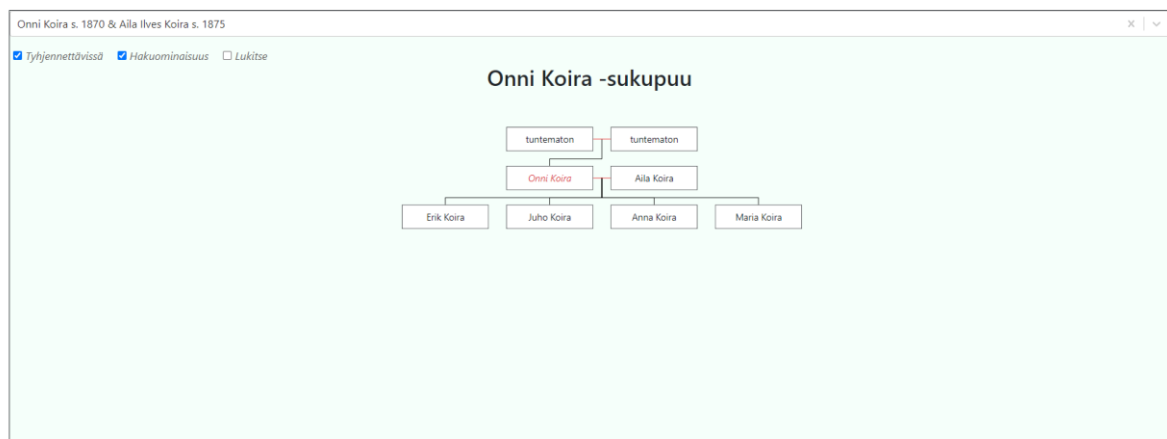 Onni Koira s. 1870 & Aila Ilves Koira s. 1875
Tyhjennettävissä Hakuominaisuus Lukitse
Onni Koira -sukupuu
tuntematon tuntematon
Onni Koira Aila Koira
Erik Koira Juho Koira Anna Koira Maria Koira